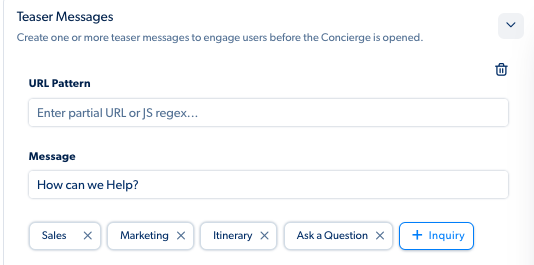 Teaser Messages
Create one or more teaser messages to engage users before the Concierge is opened.
URL Pattern
Enter partial URL or JS regex...
Message
How can we Help?
Sales × Marketing × Itinerary × Ask a Question × + Inquiry